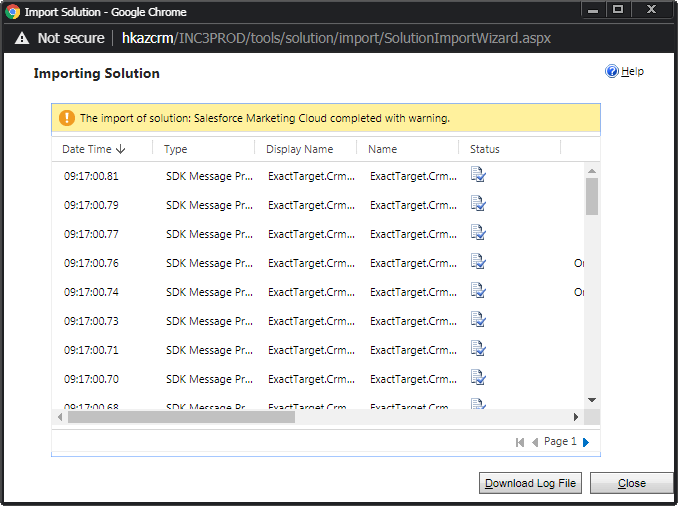 Import Solution - Google Chrome
Not secure hkazcrm/INC3PROD/tools/solution/import/SolutionImportWizard.aspx
Importing Solution
Help
The import of solution: Salesforce Marketing Cloud completed with warning.
Date Time Type Display Name Name Status
09:17:00.81 SDK Message Pr... ExactTarget.Crm... ExactTarget.Crm...
09:17:00.79 SDK Message Pr... ExactTarget.Crm... ExactTarget.Crm...
09:17:00.77 SDK Message Pr... ExactTarget.Crm... ExactTarget.Crm...
09:17:00.76 SDK Message Pr... ExactTarget.Crm... ExactTarget.Crm... Or
09:17:00.74 SDK Message Pr... ExactTarget.Crm... ExactTarget.Crm... Or
09:17:00.73 SDK Message Pr... ExactTarget.Crm... ExactTarget.Crm...
09:17:00.71 SDK Message Pr... ExactTarget.Crm... ExactTarget.Crm...
09:17:00.70 SDK Message Pr... ExactTarget.Crm... ExactTarget.Crm...
09:17:00.68 SDK Message Pr... ExactTarget.Crm... ExactTarget.Crm...
Page 1
Download Log File Close